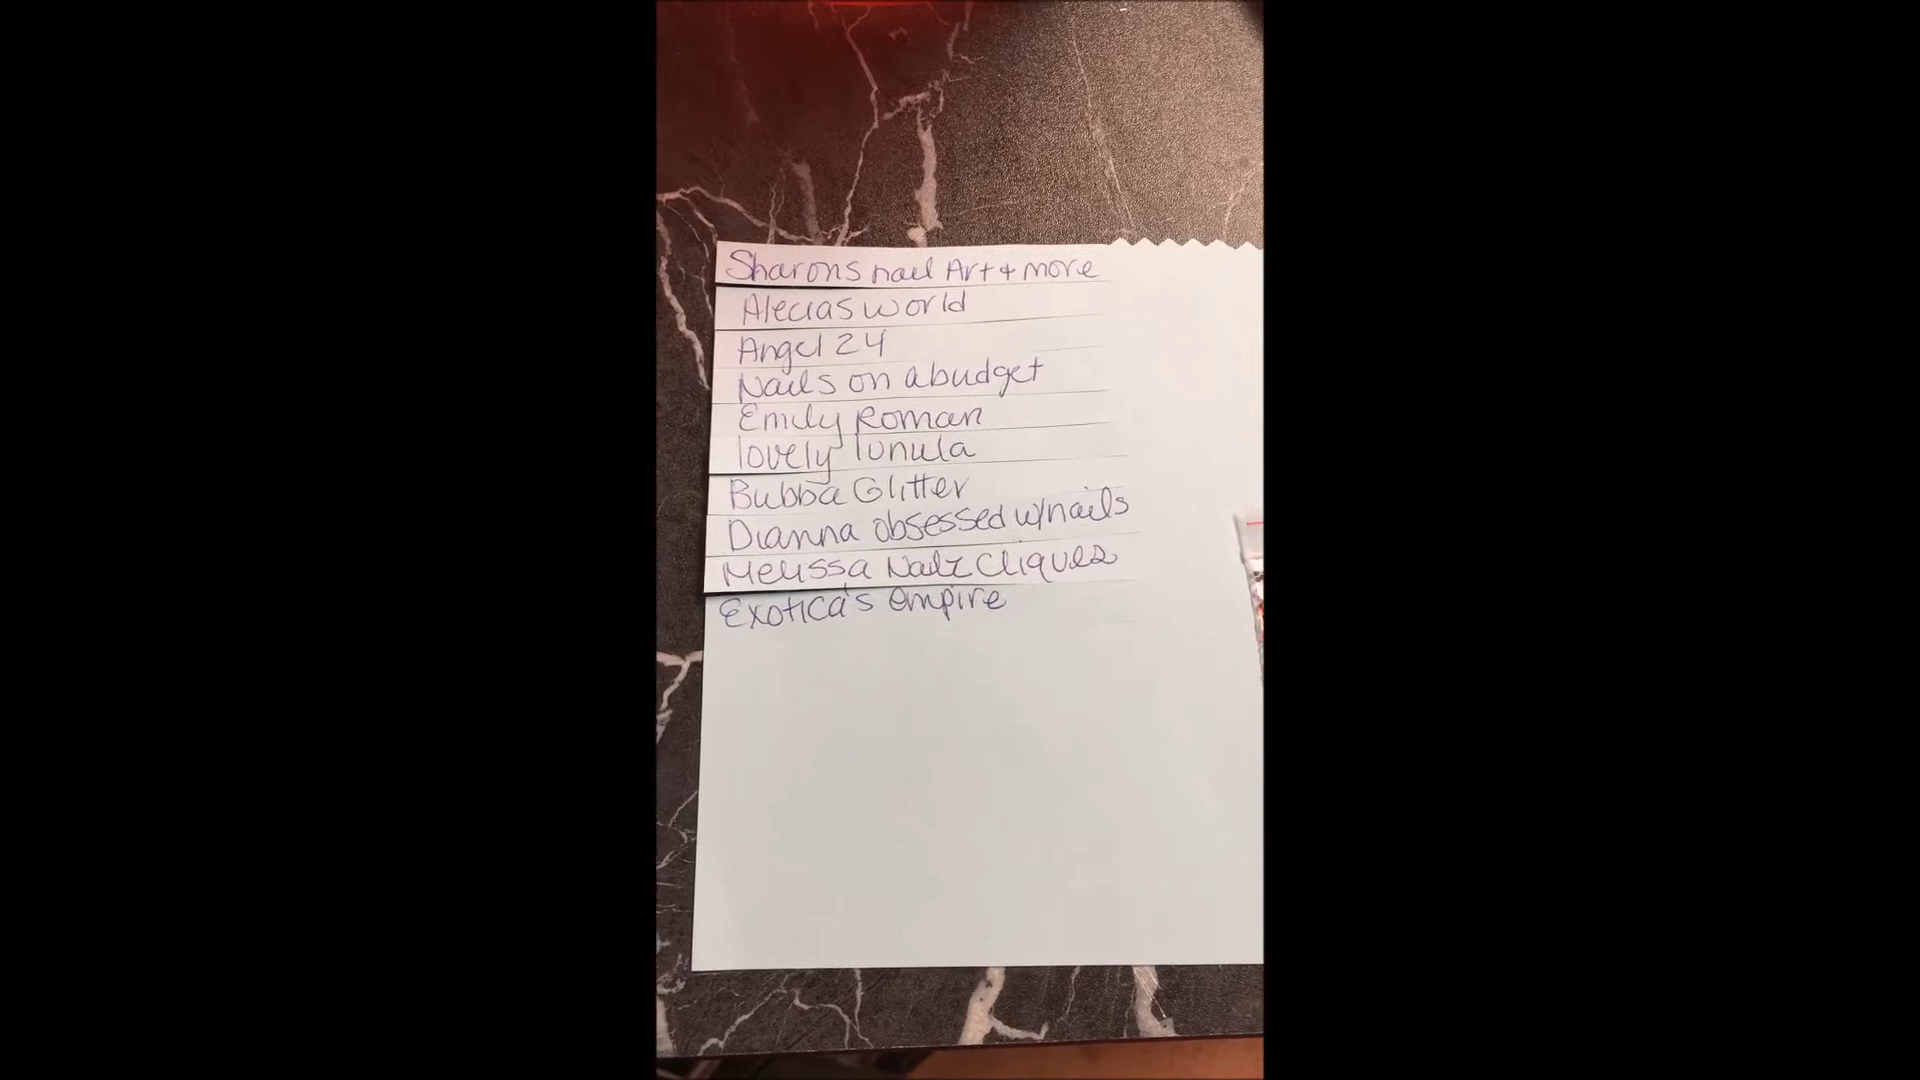 Sharons nail Art + more
Alecias world
Angel 24
Nails on a budget
Emily Roman
lovely lunula
Bubba Glitter
Dianna obsessed w/nails
Melissa Nailz Cliques
Exotica's empire